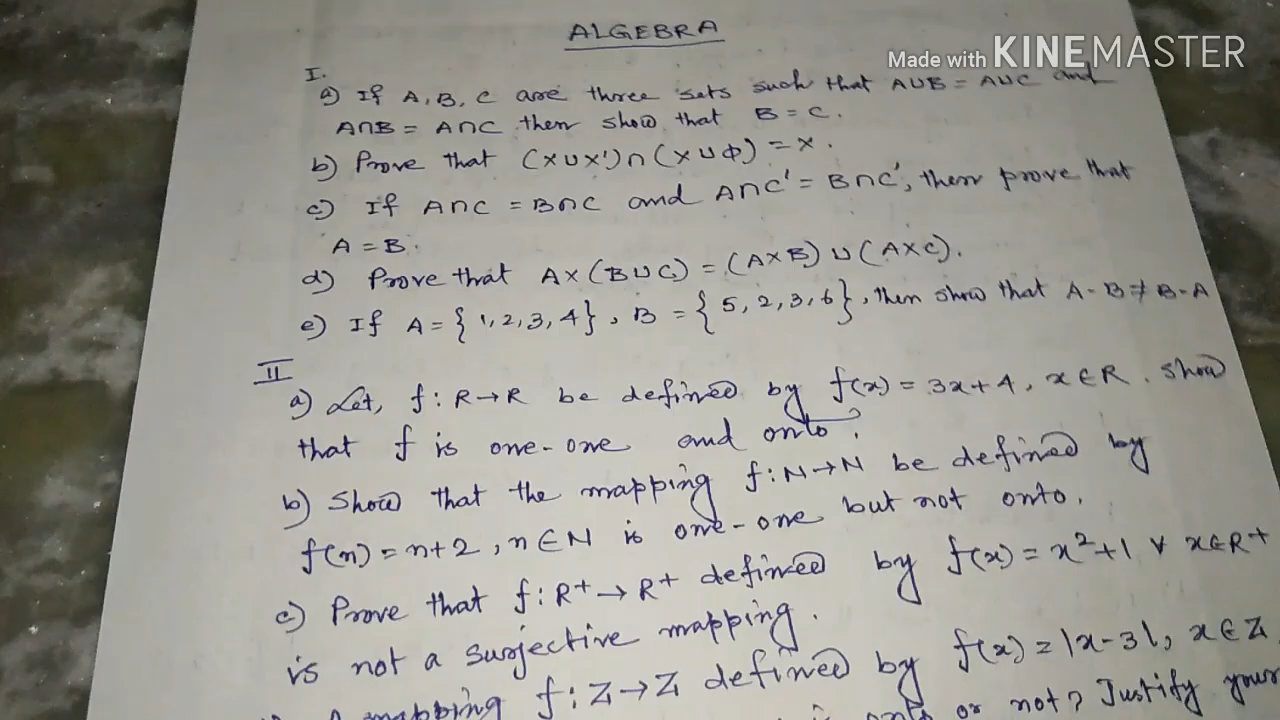 ALGEBRA
Made with KINEMASTER
I.
a) If A, B, C are three sets such that A∪B = A∪C and
A∩B = A∩C then show that B = C.
b) Prove that (X∪X')∩(X∪Φ) = X.
c) If A∩C = B∩C and A∩C' = B∩C', then prove that
A = B.
d) Prove that A×(B∪C) = (A×B)∪(A×C).
e) If A = {1,2,3,4}, B = {5,2,3,6}, then show that A-B ≠ B-A
II
a) Let, f: R→R be defined by f(x) = 3x+4, x∈R. show
that f is one-one and onto.
b) Show that the mapping f: N→N be defined by
f(n) = n+2, n∈N is one-one but not onto.
c) Prove that f: R+ → R+ defined by f(x) = x²+1 ∀ x∈R+
is not a surjective mapping.
mapping f: Z→Z defined by f(x) = |x-3|, x∈Z
onto or not? Justify your